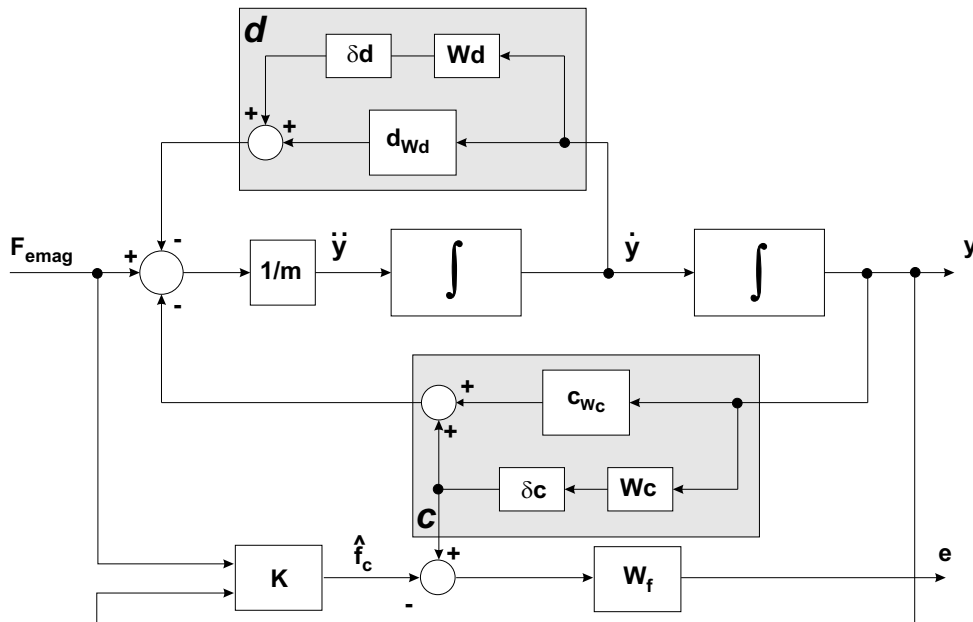 d
δd
Wd
+
+
d_Wd
F_emag
+
-
-
1/m
ÿ
∫
ẏ
∫
y
+
+
c_Wc
δc
Wc
c
K
f̂_c
+
-
W_f
e